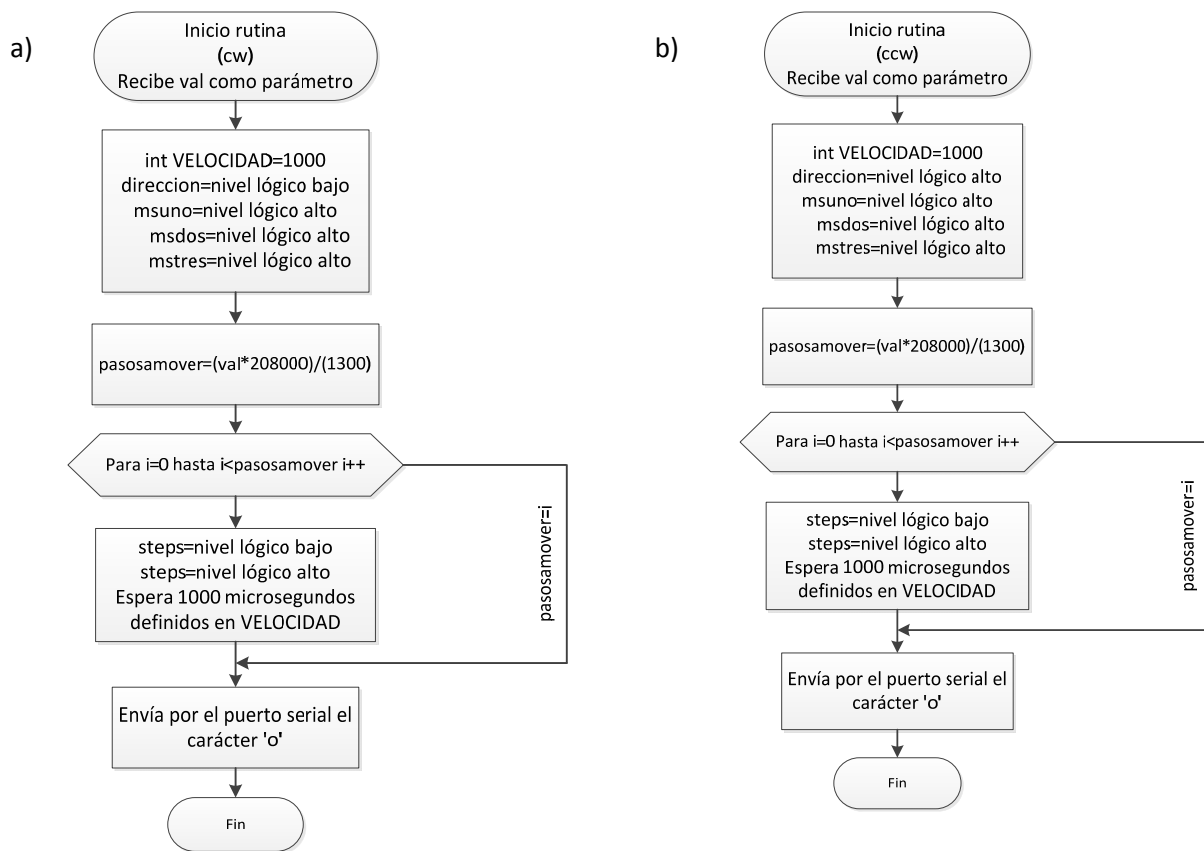 a)
Inicio rutina
(cw)
Recibe val como parámetro
int VELOCIDAD=1000
direccion=nivel lógico bajo
msuno=nivel lógico alto
msdos=nivel lógico alto
mstres=nivel lógico alto
pasosamover=(val*208000)/(1300)
Para i=0 hasta i<pasosamover i++
pasosamover=i
steps=nivel lógico bajo
steps=nivel lógico alto
Espera 1000 microsegundos
definidos en VELOCIDAD
Envía por el puerto serial el
carácter 'o'
Fin
b)
Inicio rutina
(ccw)
Recibe val como parámetro
int VELOCIDAD=1000
direccion=nivel lógico alto
msuno=nivel lógico alto
msdos=nivel lógico alto
mstres=nivel lógico alto
pasosamover=(val*208000)/(1300)
Para i=0 hasta i<pasosamover i++
pasosamover=i
steps=nivel lógico bajo
steps=nivel lógico alto
Espera 1000 microsegundos
definidos en VELOCIDAD
Envía por el puerto serial el
carácter 'o'
Fin